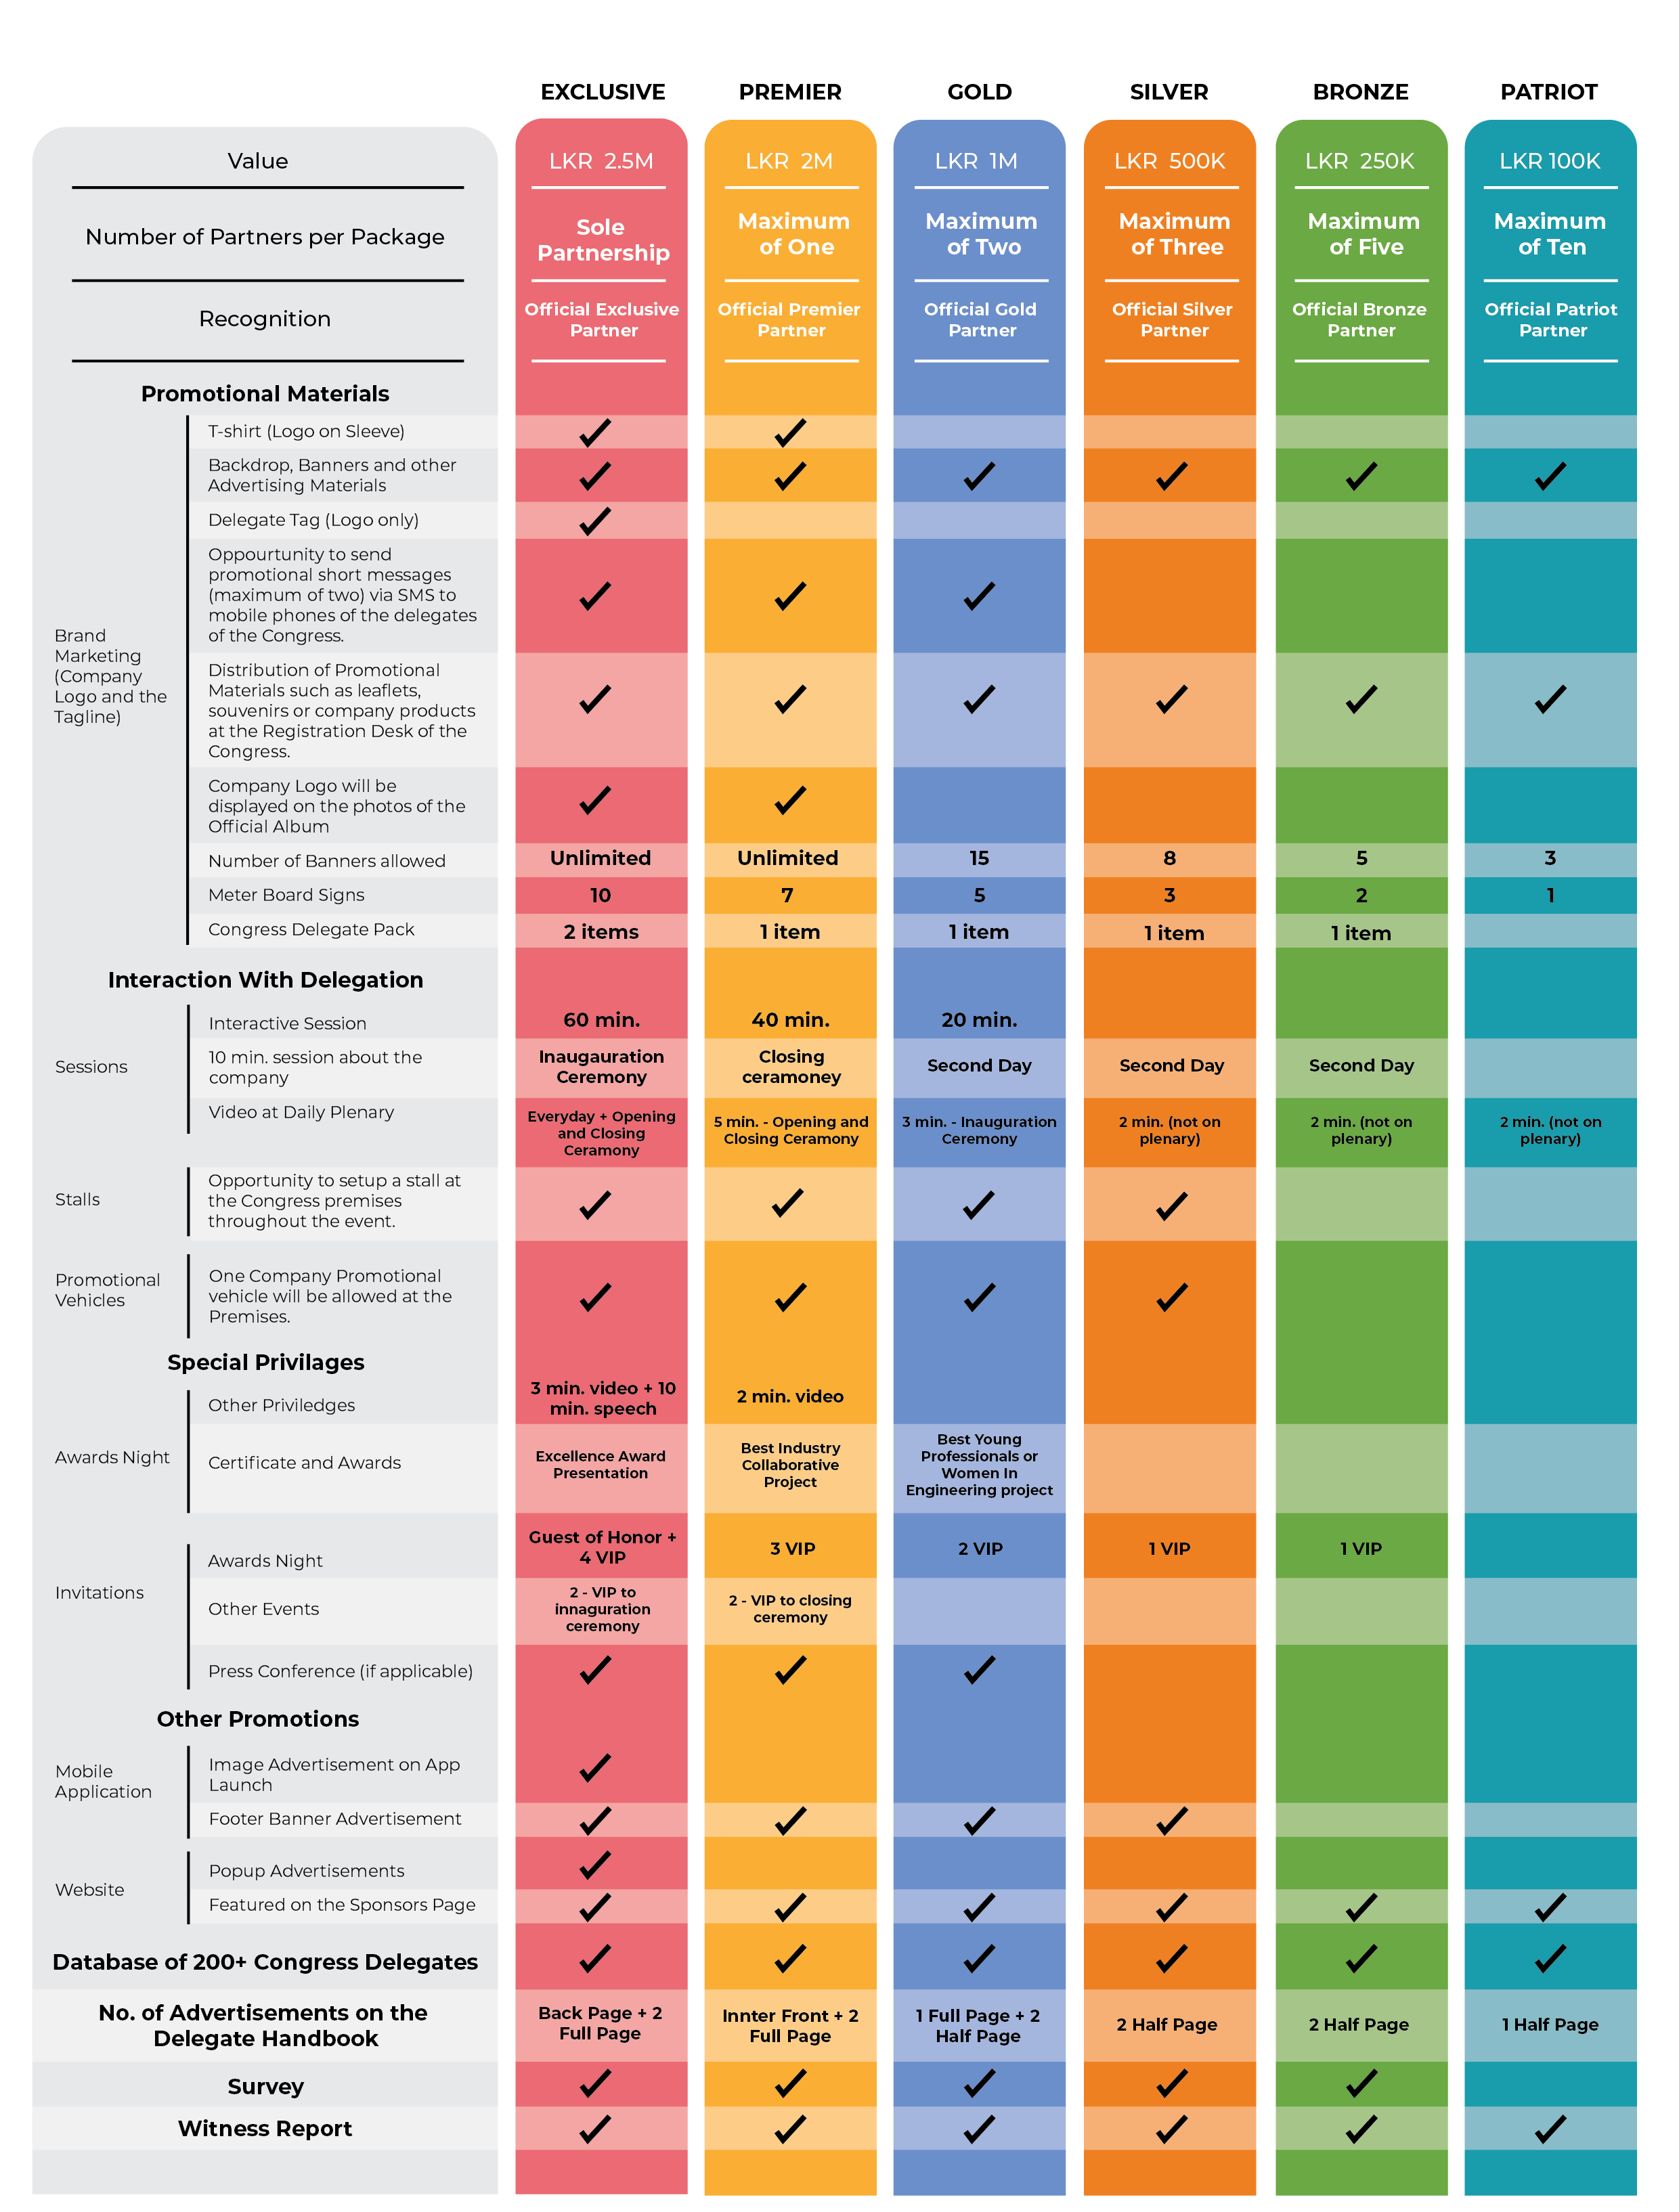 EXCLUSIVE PREMIER GOLD SILVER BRONZE PATRIOT
Value LKR 2.5M LKR 2M LKR 1M LKR 500K LKR 250K LKR 100K
Number of Partners per Package
Sole
Partnership
Maximum
of One
Maximum
of Two
Maximum
of Three
Maximum
of Five
Maximum
of Ten
Recognition
Official Exclusive
Partner
Official Premier
Partner
Official Gold
Partner
Official Silver
Partner
Official Bronze
Partner
Official Patriot
Partner
Promotional Materials
Brand
Marketing
(Company
Logo and the
Tagline)
T-shirt (Logo on Sleeve) ✓ ✓
Backdrop, Banners and other
Advertising Materials ✓ ✓ ✓ ✓ ✓ ✓
Delegate Tag (Logo only) ✓
Oppourtunity to send
promotional short messages
(maximum of two) via SMS to
mobile phones of the delegates
of the Congress. ✓ ✓ ✓
Distribution of Promotional
Materials such as leaflets,
souvenirs or company products
at the Registration Desk of the
Congress. ✓ ✓ ✓ ✓ ✓ ✓
Company Logo will be
displayed on the photos of the
Official Album ✓ ✓
Number of Banners allowed Unlimited Unlimited 15 8 5 3
Meter Board Signs 10 7 5 3 2 1
Congress Delegate Pack 2 items 1 item 1 item 1 item 1 item
Interaction With Delegation
Sessions
Interactive Session 60 min. 40 min. 20 min.
10 min. session about the
company
Inaugauration
Ceremony
Closing
ceramoney
Second Day Second Day Second Day
Video at Daily Plenary
Everyday + Opening
and Closing
Ceramony
5 min. - Opening and
Closing Ceramony
3 min. - Inauguration
Ceremony
2 min. (not on
plenary)
2 min. (not on
plenary)
2 min. (not on
plenary)
Stalls
Opportunity to setup a stall at
the Congress premises
throughout the event. ✓ ✓ ✓ ✓
Promotional
Vehicles
One Company Promotional
vehicle will be allowed at the
Premises. ✓ ✓ ✓ ✓
Special Privilages
Awards Night
Other Priviledges
3 min. video + 10
min. speech
2 min. video
Certificate and Awards
Excellence Award
Presentation
Best Industry
Collaborative
Project
Best Young
Professionals or
Women In
Engineering project
Invitations
Awards Night
Guest of Honor +
4 VIP
3 VIP 2 VIP 1 VIP 1 VIP
Other Events
2 - VIP to
innaguration
ceremony
2 - VIP to closing
ceremony
Press Conference (if applicable) ✓ ✓ ✓
Other Promotions
Mobile
Application
Image Advertisement on App
Launch ✓
Footer Banner Advertisement ✓ ✓ ✓ ✓
Website
Popup Advertisements ✓
Featured on the Sponsors Page ✓ ✓ ✓ ✓ ✓ ✓
Database of 200+ Congress Delegates ✓ ✓ ✓ ✓ ✓ ✓
No. of Advertisements on the
Delegate Handbook
Back Page + 2
Full Page
Innter Front + 2
Full Page
1 Full Page + 2
Half Page
2 Half Page 2 Half Page 1 Half Page
Survey ✓ ✓ ✓ ✓ ✓
Witness Report ✓ ✓ ✓ ✓ ✓ ✓